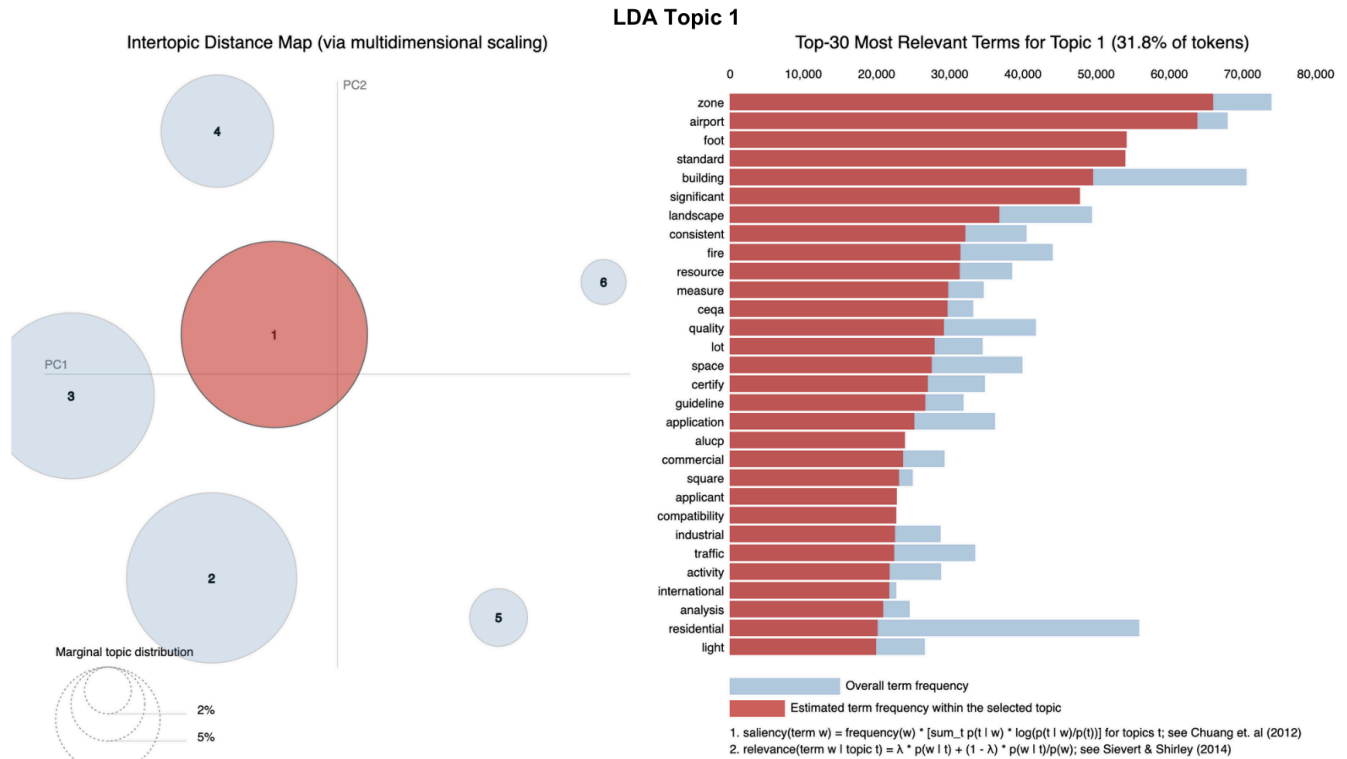 LDA Topic 1
Intertopic Distance Map (via multidimensional scaling)
PC2
4
6
1
PC1
3
2
5
Marginal topic distribution
2%
5%
Top-30 Most Relevant Terms for Topic 1 (31.8% of tokens)
0 10,000 20,000 30,000 40,000 50,000 60,000 70,000 80,000
zone
airport
foot
standard
building
significant
landscape
consistent
fire
resource
measure
ceqa
quality
lot
space
certify
guideline
application
alucp
commercial
square
applicant
compatibility
industrial
traffic
activity
international
analysis
residential
light
Overall term frequency
Estimated term frequency within the selected topic
1. saliency(term w) = frequency(w) * [sum_t p(t | w) * log(p(t | w)/p(t))] for topics t; see Chuang et. al (2012)
2. relevance(term w | topic t) = λ * p(w | t) + (1 - λ) * p(w | t)/p(w); see Sievert & Shirley (2014)